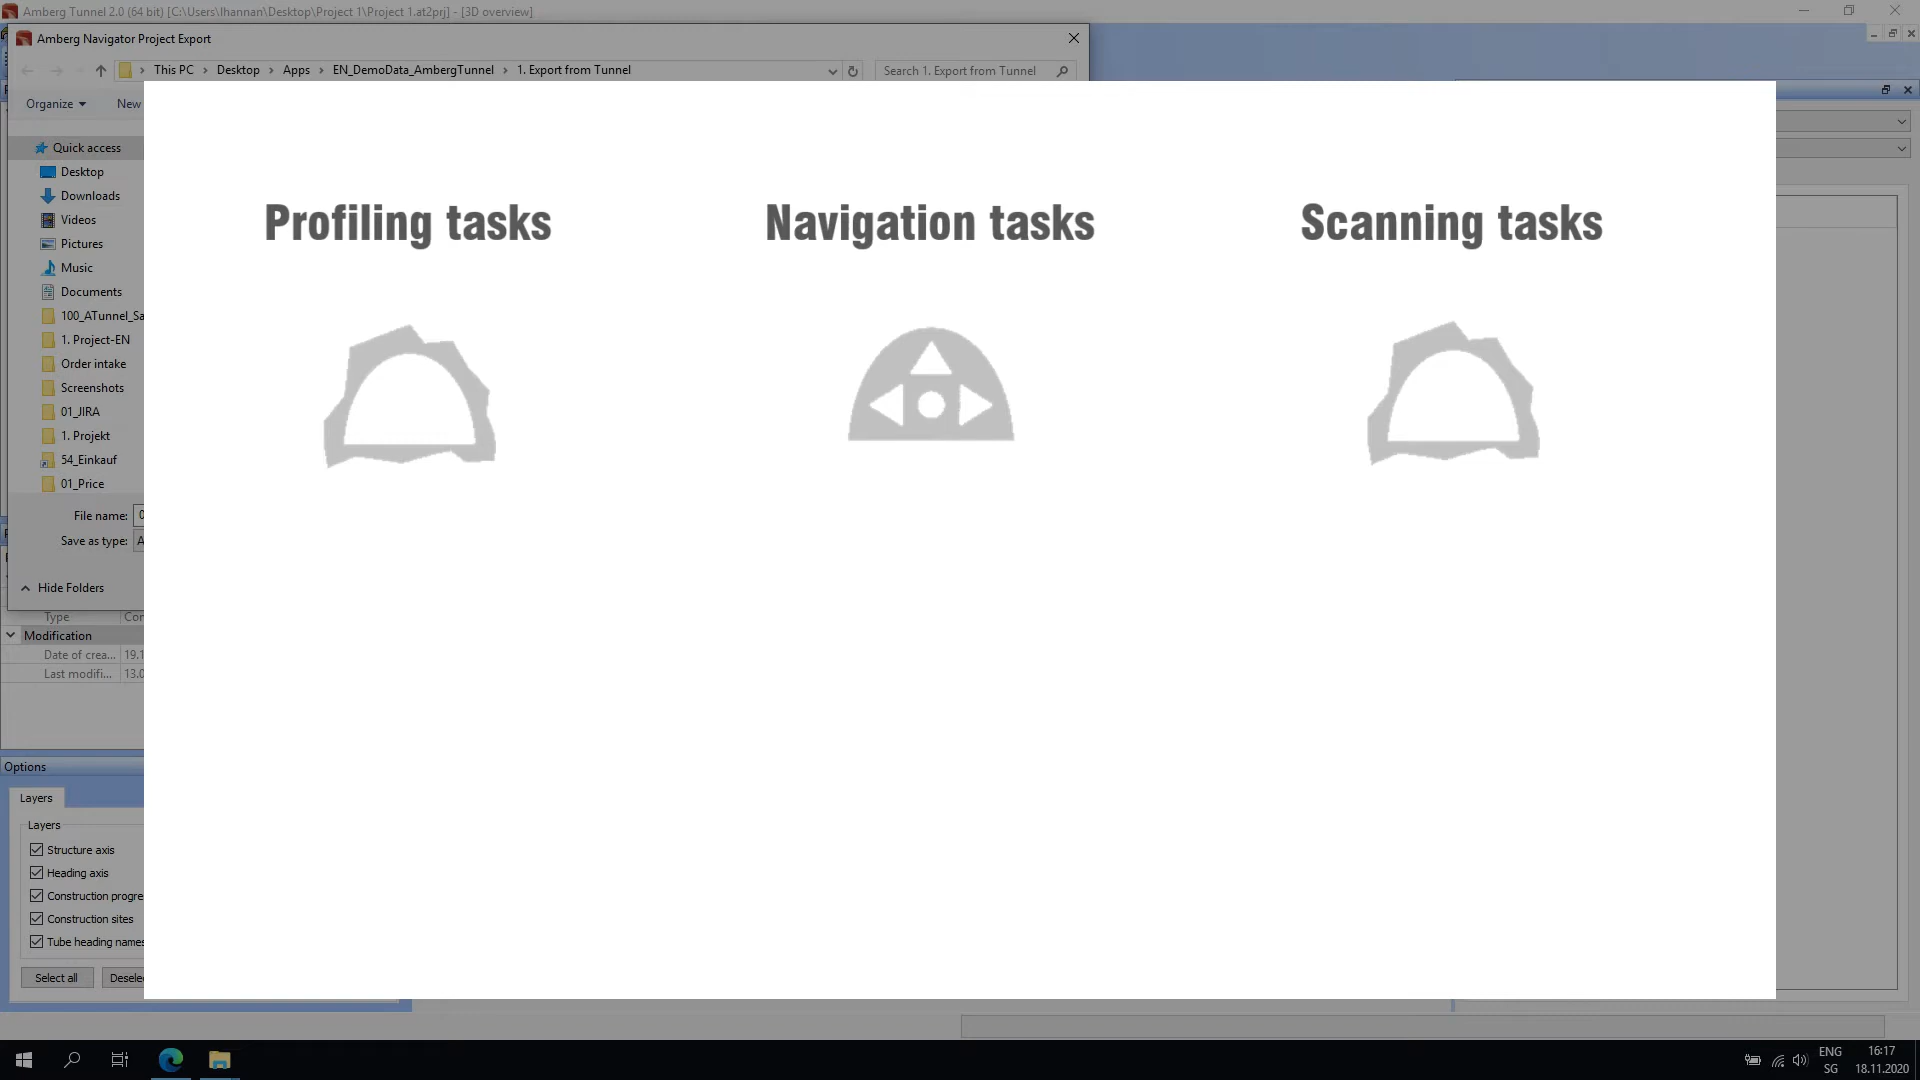 Amberg Tunnel 2.0 (64 bit) [C:\Users\lhannan\Desktop\Project 1\Project 1.at2prj] - [3D overview]
Amberg Navigator Project Export
This PC > Desktop > Apps > EN_DemoData_AmbergTunnel > 1. Export from Tunnel
Search 1. Export from Tunnel
Organize
New
Quick access
Desktop
Downloads
Videos
Pictures
Music
Documents
100_ATunnel_Sa
1. Project-EN
Order intake
Screenshots
01_JIRA
1. Projekt
54_Einkauf
01_Price
File name:
Save as type:
Hide Folders
Profiling tasks
Navigation tasks
Scanning tasks
Type
Modification
Date of crea...
Last modifi...
Options
Layers
Layers
Structure axis
Heading axis
Construction progre
Construction sites
Tube heading names
Select all
Desele
ENG
SG
16:17
18.11.2020